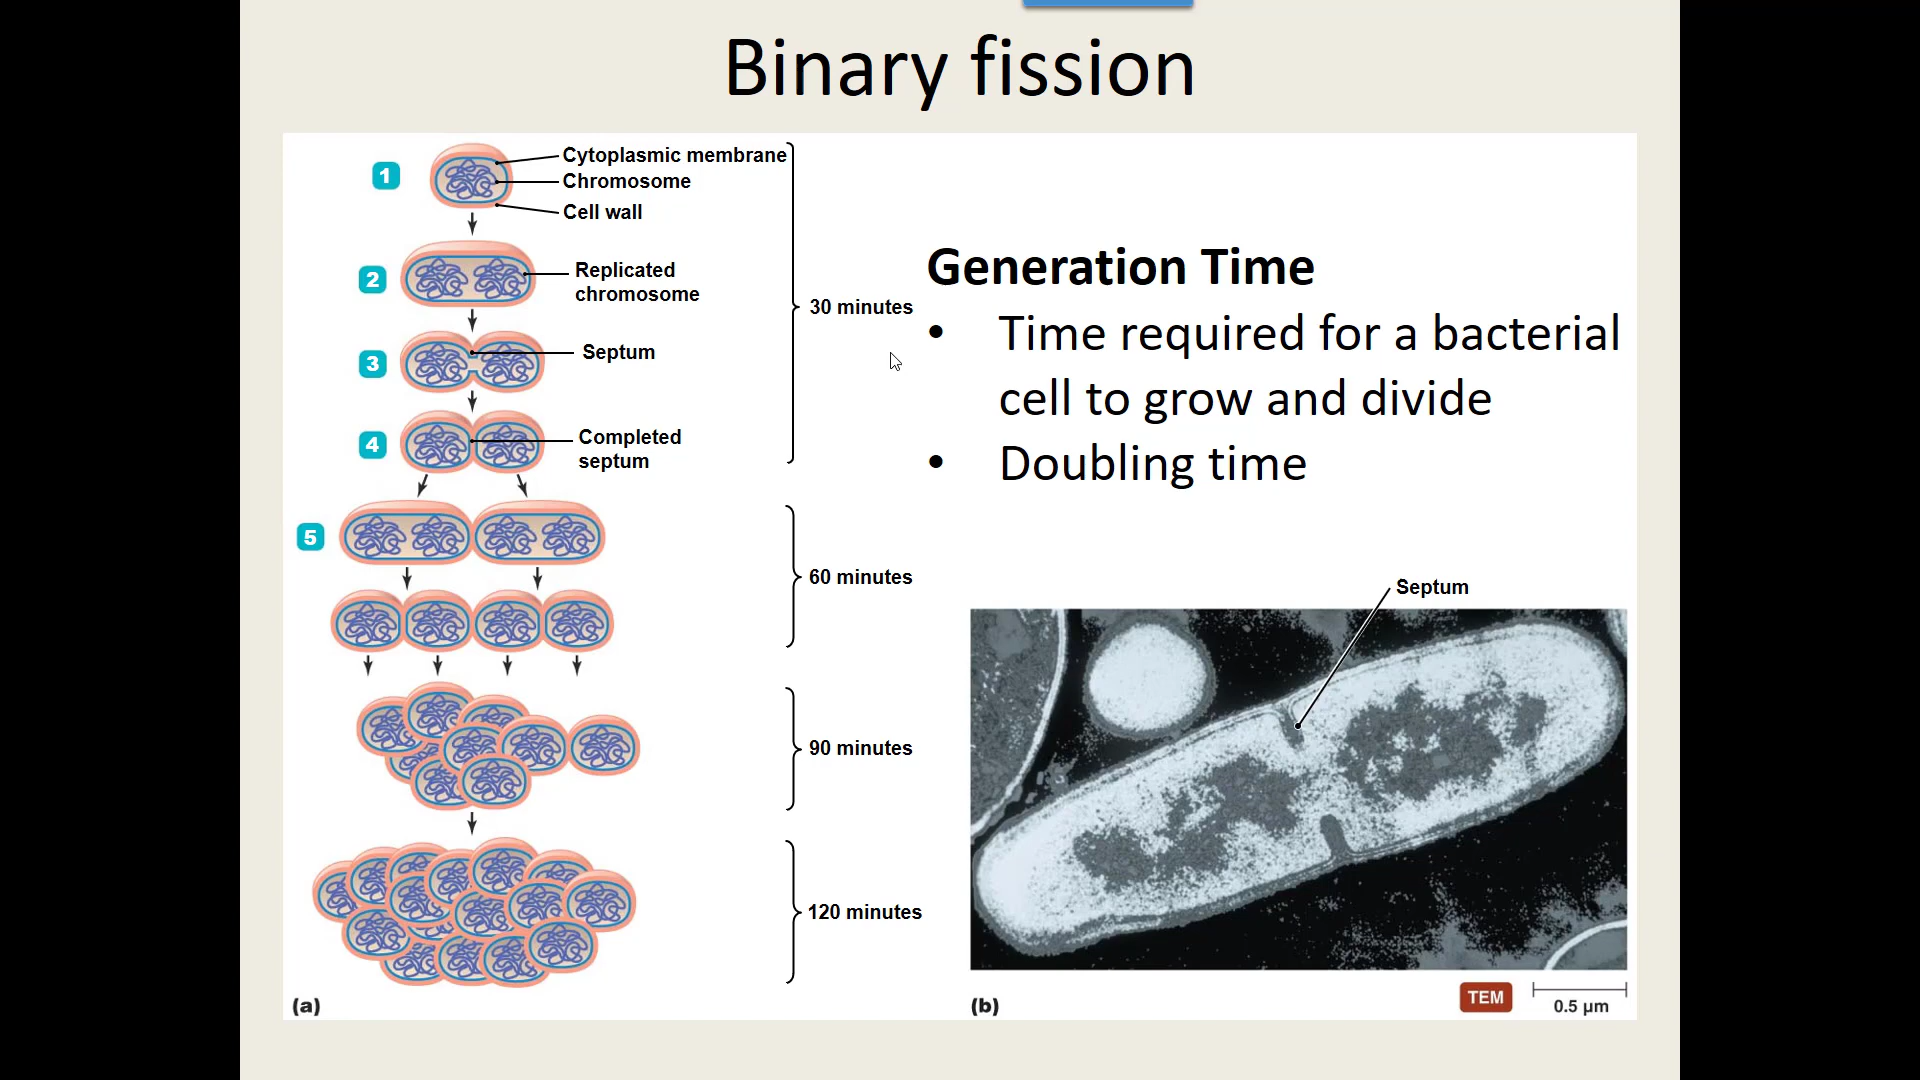 Binary fission
1
Cytoplasmic membrane
Chromosome
Cell wall
2
Replicated
chromosome
3
Septum
4
Completed
septum
30 minutes
5
60 minutes
90 minutes
120 minutes
(a)
Generation Time
• Time required for a bacterial
cell to grow and divide
• Doubling time
Septum
(b)
TEM
0.5 µm